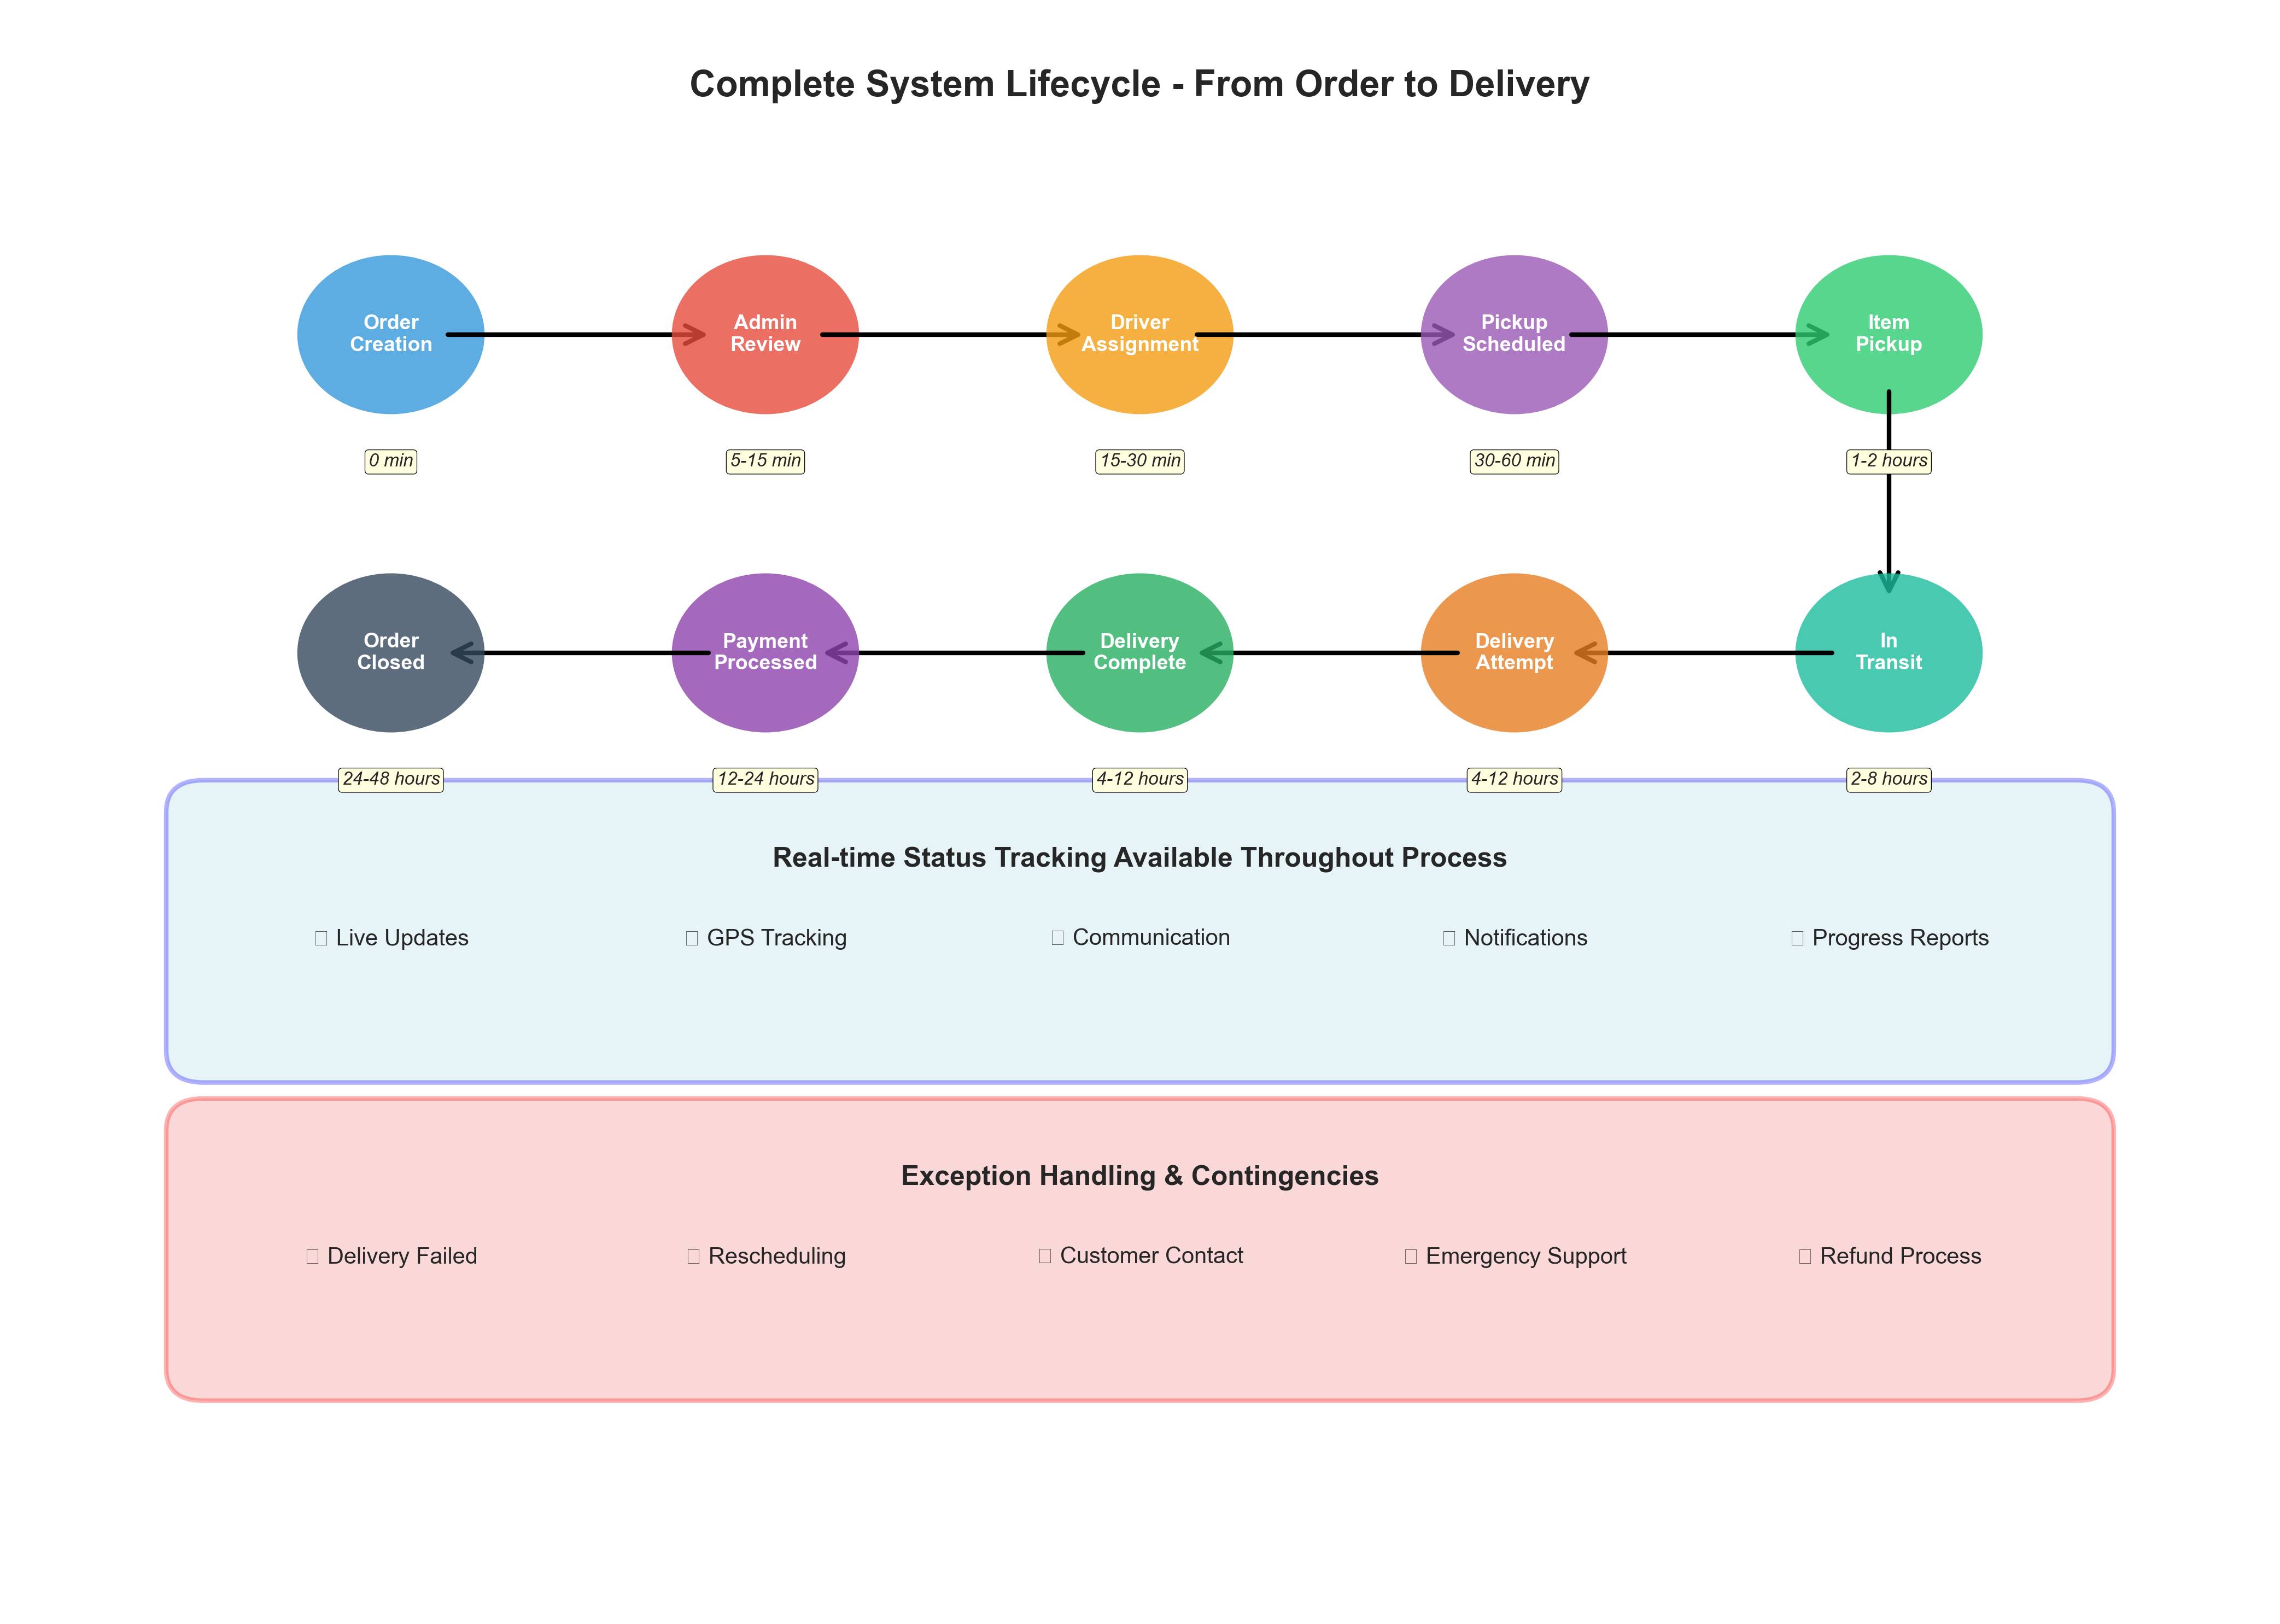 Complete System Lifecycle - From Order to Delivery
Order
Creation
Admin
Review
Driver
Assignment
Pickup
Scheduled
Item
Pickup
0 min
5-15 min
15-30 min
30-60 min
1-2 hours
Order
Closed
Payment
Processed
Delivery
Complete
Delivery
Attempt
In
Transit
24-48 hours
12-24 hours
4-12 hours
4-12 hours
2-8 hours
Real-time Status Tracking Available Throughout Process
Live Updates
GPS Tracking
Communication
Notifications
Progress Reports
Exception Handling & Contingencies
Delivery Failed
Rescheduling
Customer Contact
Emergency Support
Refund Process